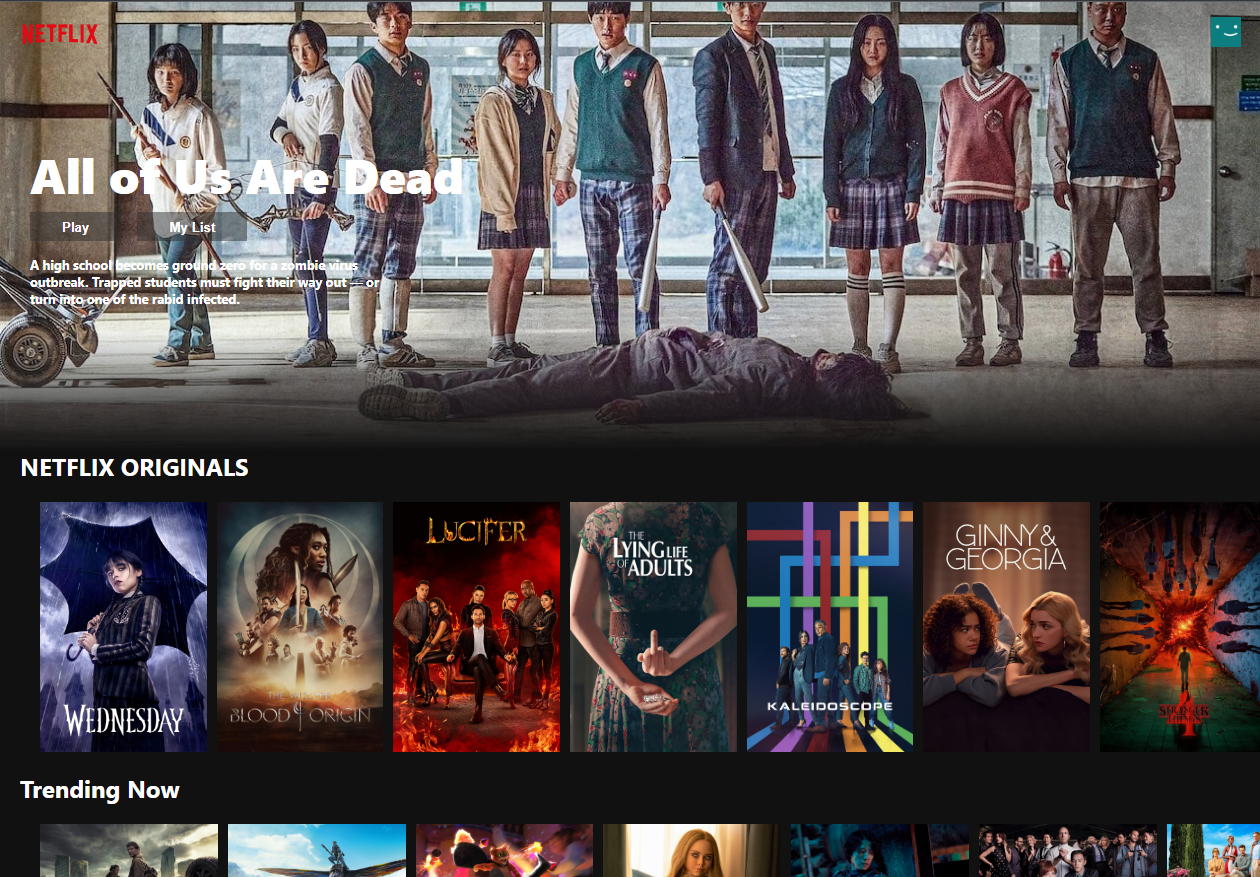 NETFLIX
All of Us Are Dead
Play
My List
A high school becomes ground zero for a zombie virus
outbreak. Trapped students must fight their way out — or
turn into one of the rabid infected.
NETFLIX ORIGINALS
WEDNESDAY
THE WITCHER
BLOOD ORIGIN
LUCIFER
THE
LYING LIFE
OF ADULTS
KALEIDOSCOPE
GINNY &
GEORGIA
STRANGER
THINGS
4
Trending Now